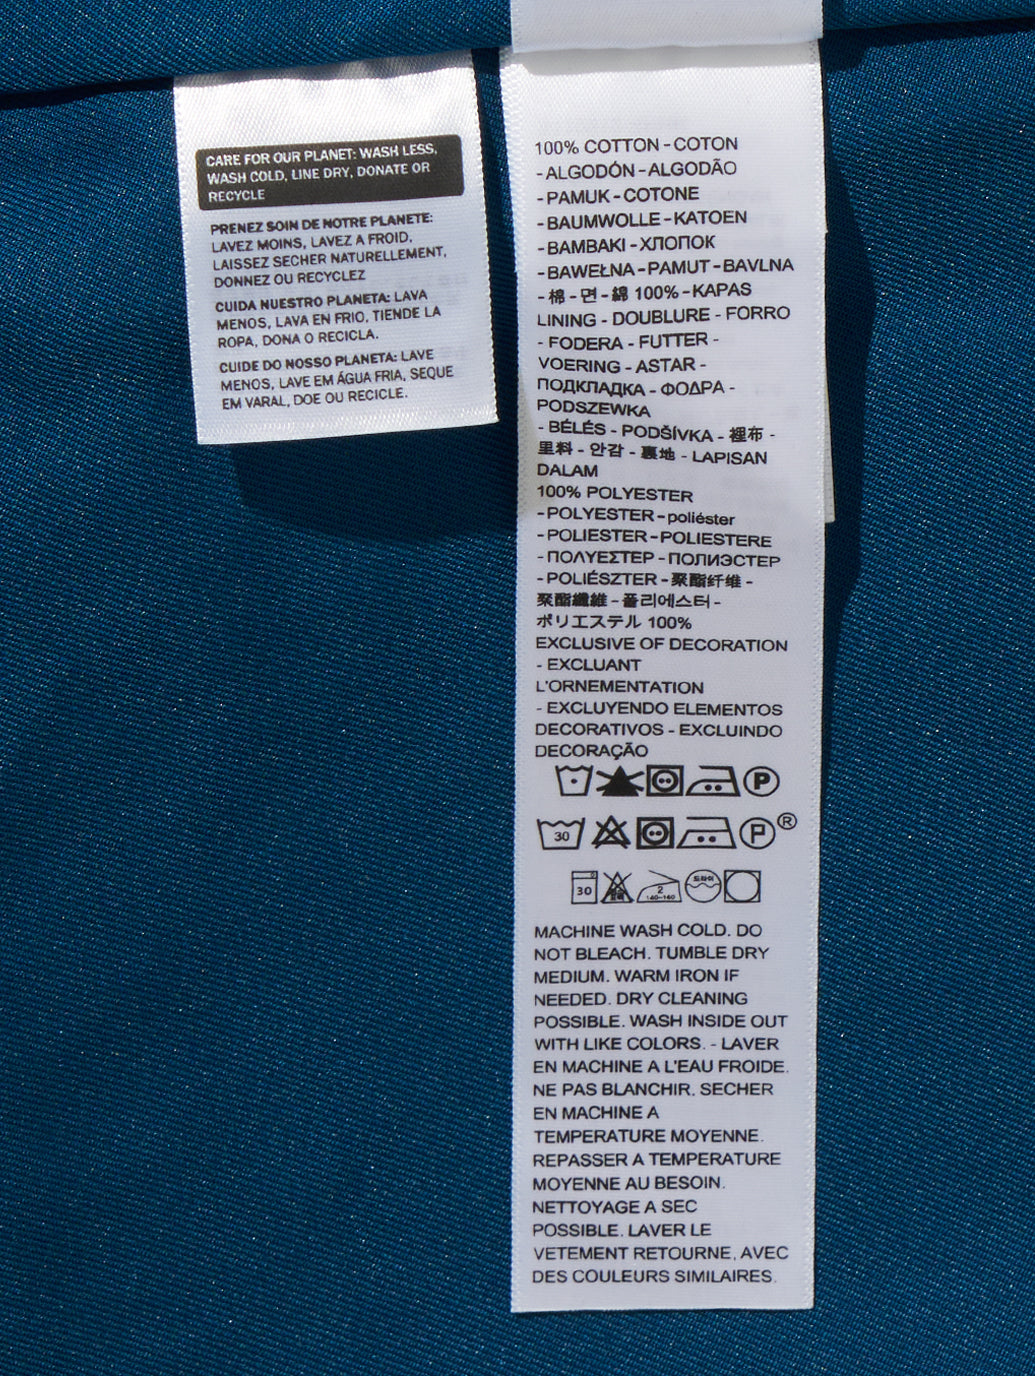 CARE FOR OUR PLANET: WASH LESS,
WASH COLD, LINE DRY, DONATE OR
RECYCLE
PRENEZ SOIN DE NOTRE PLANETE:
LAVEZ MOINS, LAVEZ A FROID,
LAISSEZ SECHER NATURELLEMENT,
DONNEZ OU RECYCLEZ
CUIDA NUESTRO PLANETA: LAVA
MENOS, LAVA EN FRIO, TIENDE LA
ROPA, DONA O RECICLA.
CUIDE DO NOSSO PLANETA: LAVE
MENOS, LAVE EM ÁGUA FRIA, SEQUE
EM VARAL, DOE OU RECICLE.
100% COTTON - COTON
- ALGODÓN - ALGODÃO
- PAMUK - COTONE
- BAUMWOLLE - KATOEN
- BAMBAKI - ХЛОПОК
- BAWEŁNA - PAMUT - BAVLNA
- 棉 - 면 - 綿 100% - KAPAS
LINING - DOUBLURE - FORRO
- FODERA - FUTTER -
VOERING - ASTAR -
ПОДКЛАДКА - ΦΟΔΡΑ -
PODSZEWKA
- BÉLÉS - PODŠÍVKA - 裡布 -
里料 - 안감 - 裏地 - LAPISAN
DALAM
100% POLYESTER
- POLYESTER - poliéster
- POLIESTER - POLIESTERE
- ΠΟΛΥΕΣΤΕΡ - ПОЛИЭСТЕР
- POLIÉSZTER - 聚酯纤维 -
聚酯纖維 - 폴리에스터 -
ポリエステル 100%
EXCLUSIVE OF DECORATION
- EXCLUANT
L'ORNEMENTATION
- EXCLUYENDO ELEMENTOS
DECORATIVOS - EXCLUINDO
DECORAÇÃO
P
30 P ®
30 2 140~160 드라이
MACHINE WASH COLD. DO
NOT BLEACH. TUMBLE DRY
MEDIUM. WARM IRON IF
NEEDED. DRY CLEANING
POSSIBLE. WASH INSIDE OUT
WITH LIKE COLORS. - LAVER
EN MACHINE A L'EAU FROIDE.
NE PAS BLANCHIR. SECHER
EN MACHINE A
TEMPERATURE MOYENNE.
REPASSER A TEMPERATURE
MOYENNE AU BESOIN.
NETTOYAGE A SEC
POSSIBLE. LAVER LE
VETEMENT RETOURNE, AVEC
DES COULEURS SIMILAIRES.